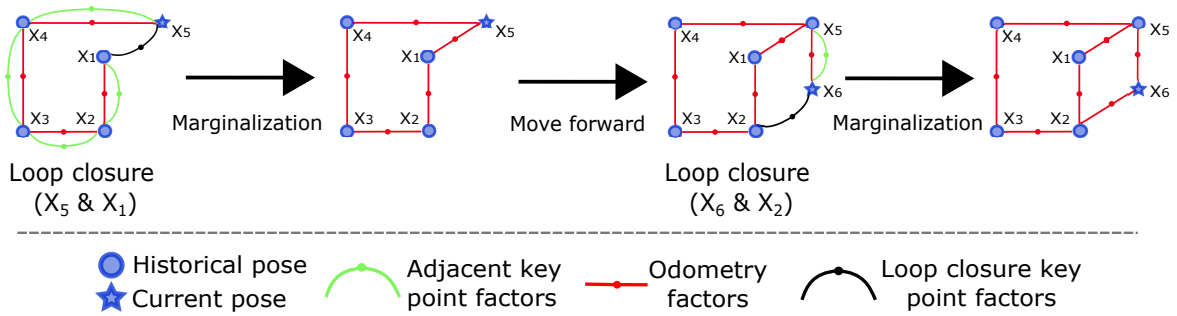 X4
X5
X1
X3
X2
Loop closure
(X₅ & X₁)
Marginalization
X4
X5
X1
X3
X2
Move forward
X4
X5
X1
X6
X3
X2
Loop closure
(X₆ & X₂)
Marginalization
X4
X5
X1
X6
X3
X2
Historical pose
Current pose
Adjacent key
point factors
Odometry
factors
Loop closure key
point factors